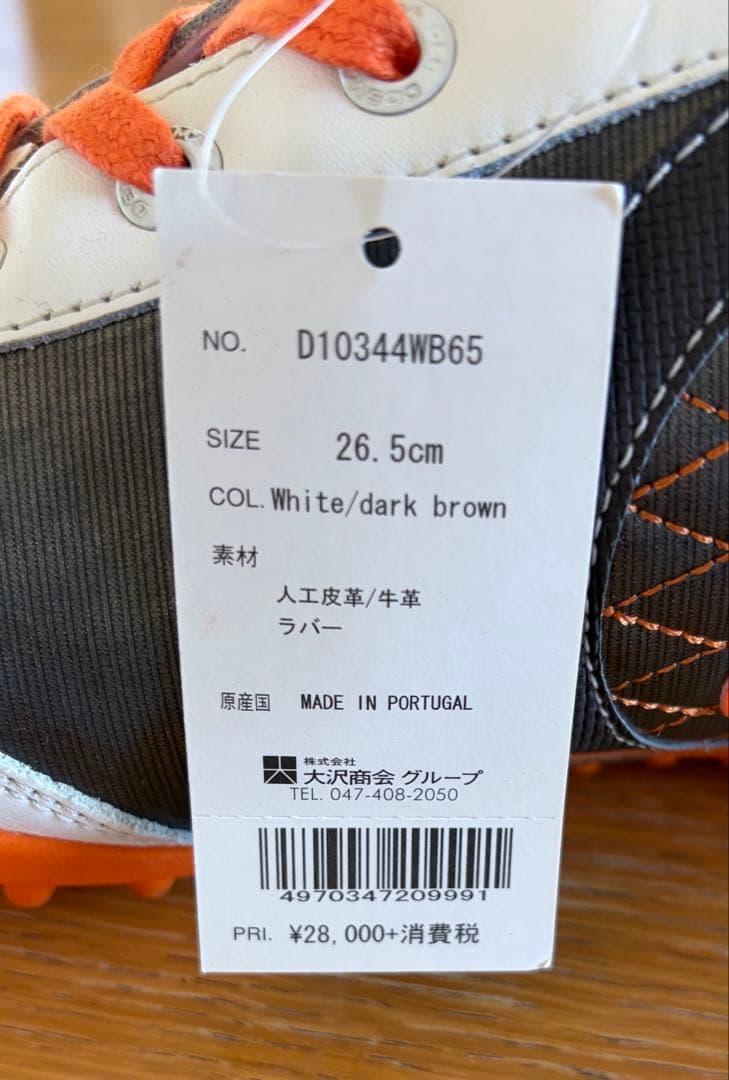 NO. D10344WB65
SIZE 26.5cm
COL. White/dark brown
素材
人工皮革/牛革
ラバー
原産国 MADE IN PORTUGAL
株式会社
大沢商会 グループ
TEL. 047-408-2050
4970347209991
PRI. ¥28,000+消費税